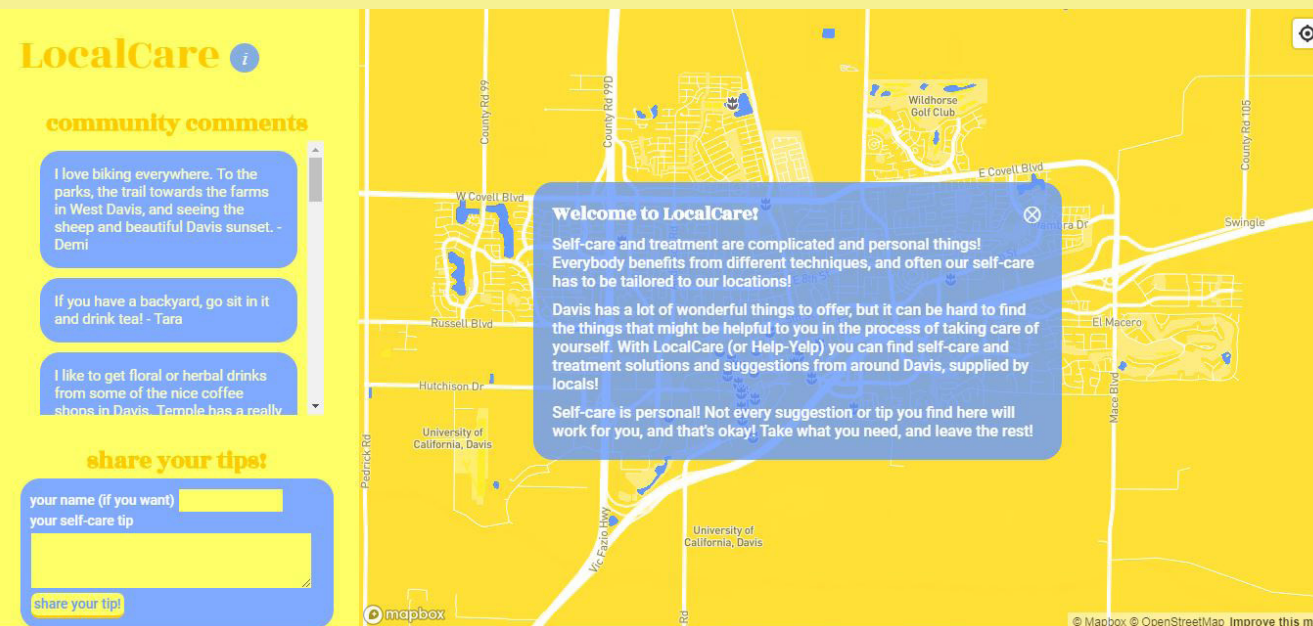 LocalCare i
community comments
I love biking everywhere. To the
parks, the trail towards the farms
in West Davis, and seeing the
sheep and beautiful Davis sunset. -
Demi
If you have a backyard, go sit in it
and drink tea! - Tara
I like to get floral or herbal drinks
from some of the nice coffee
shops in Davis. Temple has a really
share your tips!
your name (if you want)
your self-care tip
share your tip!
County Rd 99
County Rd 99D
Wildhorse
Golf Club
County Rd 105
E Covell Blvd
W Covell Blvd
Swingle
Welcome to LocalCare!
Self-care and treatment are complicated and personal things!
Everybody benefits from different techniques, and often our self-care
has to be tailored to our locations!
Davis has a lot of wonderful things to offer, but it can be hard to find
the things that might be helpful to you in the process of taking care of
yourself. With LocalCare (or Help-Yelp) you can find self-care and
treatment solutions and suggestions from around Davis, supplied by
locals!
Self-care is personal! Not every suggestion or tip you find here will
work for you, and that's okay! Take what you need, and leave the rest!
Dr
Russell Blvd
El Macero
Hutchison Dr
Mace Blvd
University of
California, Davis
Pedrick Rd
Vic Fazio Hwy
University of
California, Davis
Rd
mapbox
© Mapbox © OpenStreetMap Improve this m